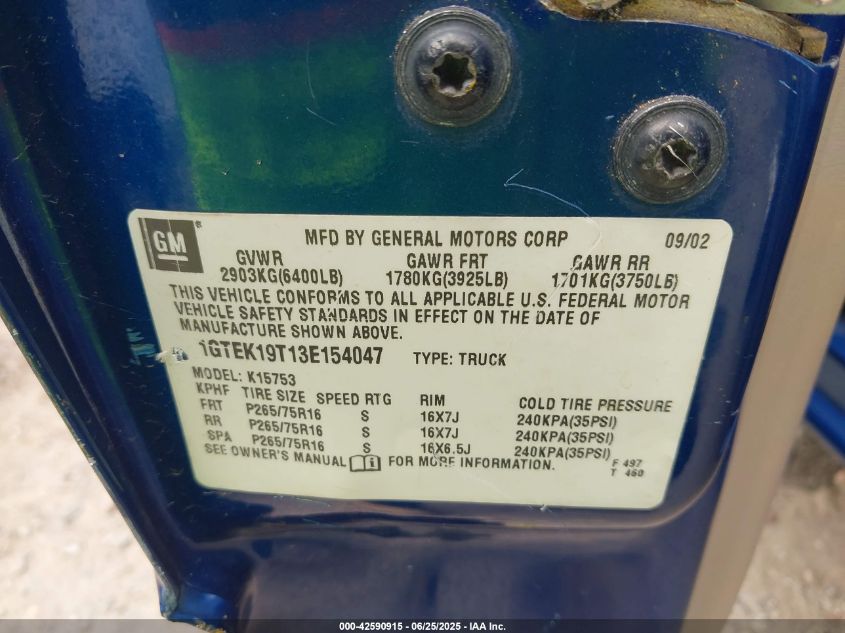 GM ®
MFD BY GENERAL MOTORS CORP 09/02
GVWR GAWR FRT GAWR RR
2903KG(6400LB) 1780KG(3925LB) 1701KG(3750LB)
THIS VEHICLE CONFORMS TO ALL APPLICABLE U.S. FEDERAL MOTOR
VEHICLE SAFETY STANDARDS IN EFFECT ON THE DATE OF
MANUFACTURE SHOWN ABOVE.
1GTEK19T13E154047 TYPE: TRUCK
MODEL: K15753
KPHF TIRE SIZE SPEED RTG RIM COLD TIRE PRESSURE
FRT P265/75R16 S 16X7J 240KPA(35PSI)
RR P265/75R16 S 16X7J 240KPA(35PSI)
SPA P265/75R16 S 16X6.5J 240KPA(35PSI)
SEE OWNER'S MANUAL FOR MORE INFORMATION.
F 497
T 460
000-42590915 - 06/25/2025 - IAA Inc.